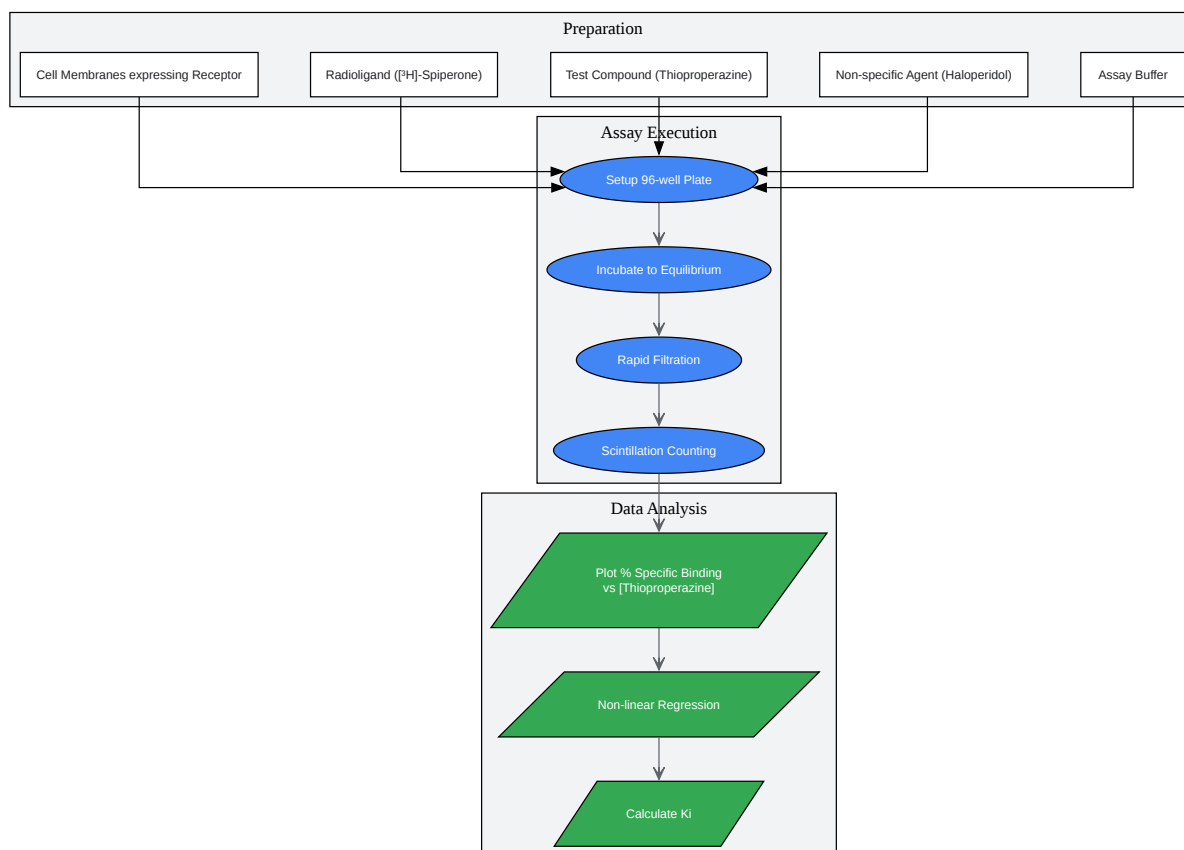 Preparation
Cell Membranes expressing Receptor
Radioligand ([³H]-Spiperone)
Test Compound (Thioproperazine)
Non-specific Agent (Haloperidol)
Assay Buffer
Assay Execution
Setup 96-well Plate
Incubate to Equilibrium
Rapid Filtration
Scintillation Counting
Data Analysis
Plot % Specific Binding
vs [Thioproperazine]
Non-linear Regression
Calculate Ki